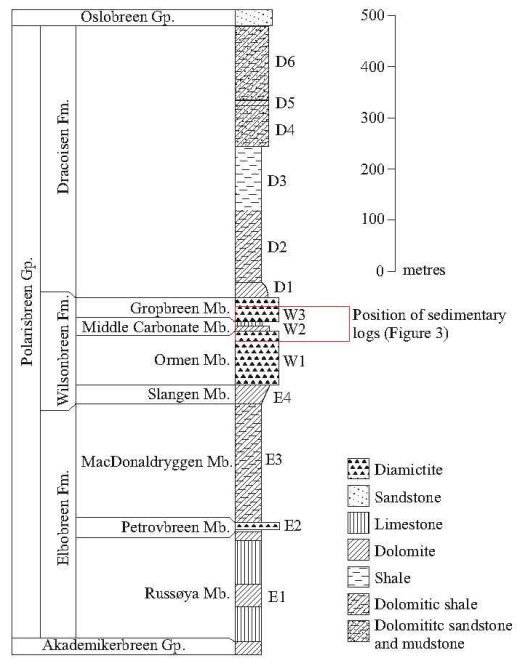 Oslobreen Gp.
500
D6
400
D5
D4
300
Dracoisen Fm.
D3
200
100
D2
0
metres
D1
Polarisbreen Gp.
Wilsonbreen Fm.
Gropbreen Mb.
W3
Position of sedimentary
Middle Carbonate Mb.
W2
logs (Figure 3)
Ormen Mb.
W1
Slangen Mb.
E4
MacDonaldryggen Mb.
E3
Diamictite
Sandstone
Petrovbreen Mb.
E2
Limestone
Elbobreen Fm.
Dolomite
Shale
Russøya Mb.
E1
Dolomitic shale
Dolomititc sandstone
and mudstone
Akademikerbreen Gp.